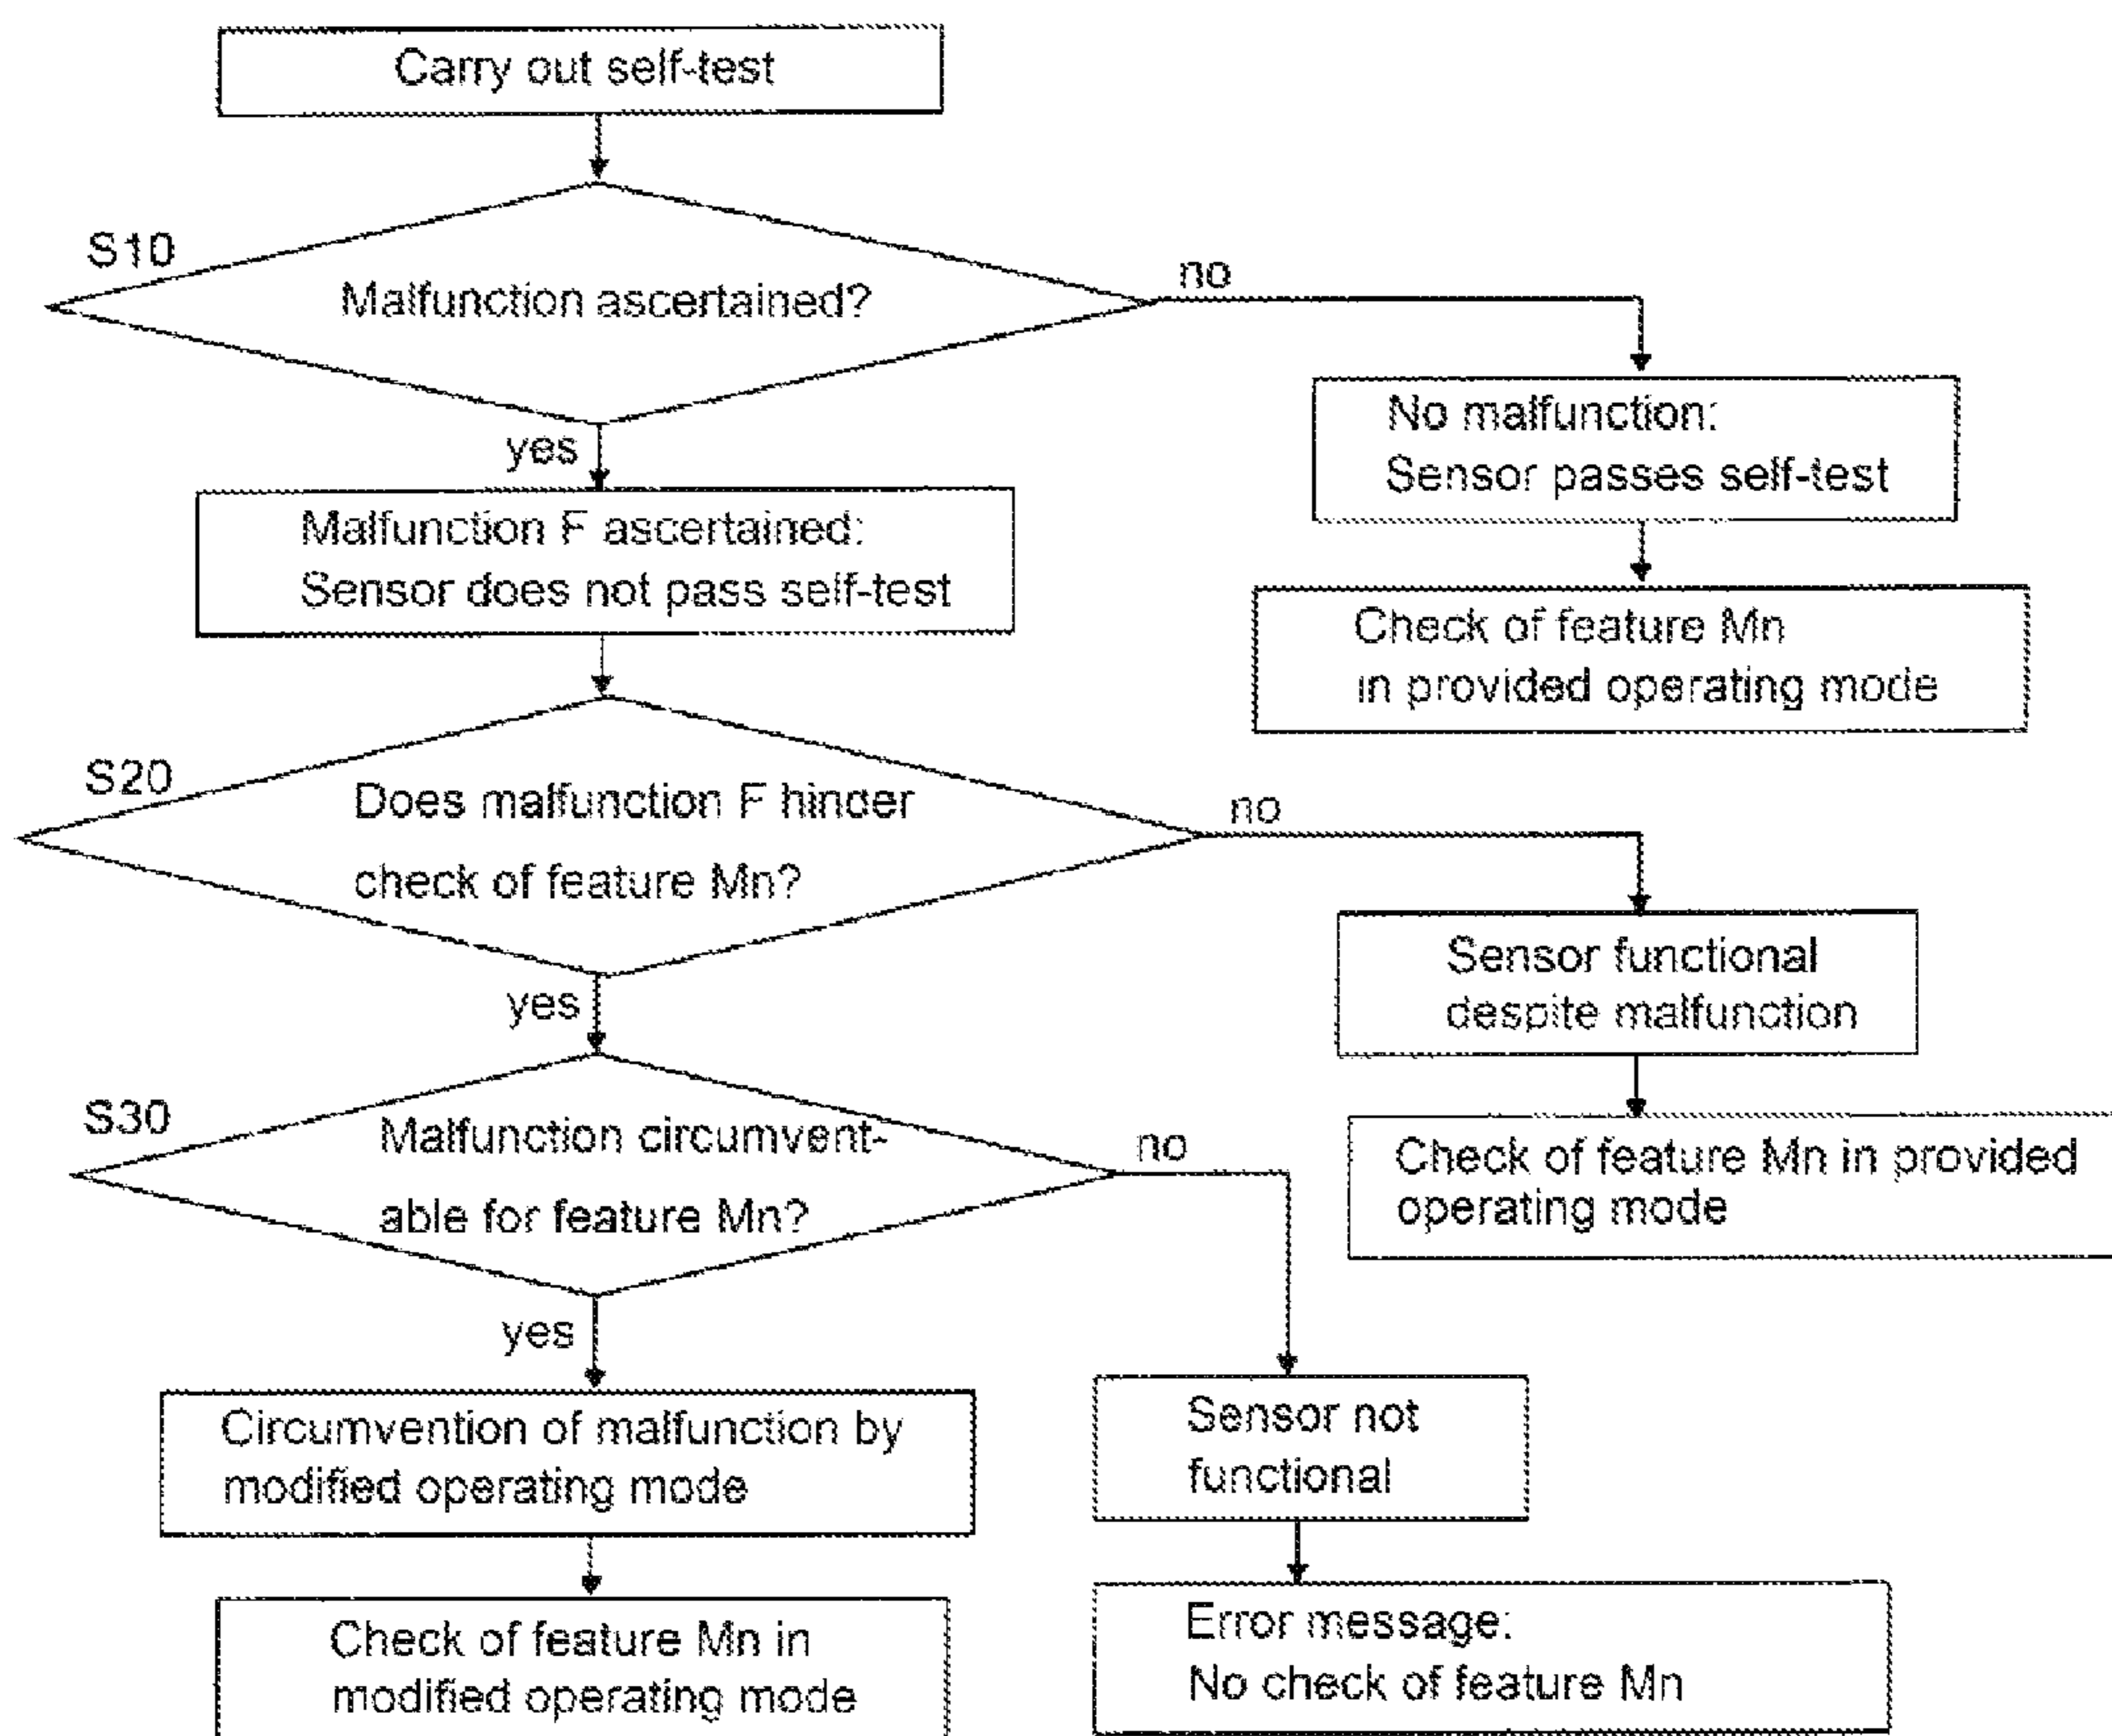 Carry out self-test
S10
Malfunction ascertained?
no
yes
No malfunction:
Sensor passes self-test
Malfunction F ascertained:
Sensor does not pass self-test
Check of feature Mn
in provided operating mode
S20
Does malfunction F hinder
check of feature Mn?
no
yes
Sensor functional
despite malfunction
Check of feature Mn in provided
operating mode
S30
Malfunction circumvent-
able for feature Mn?
no
yes
Circumvention of malfunction by
modified operating mode
Sensor not
functional
Check of feature Mn in
modified operating mode
Error message:
No check of feature Mn